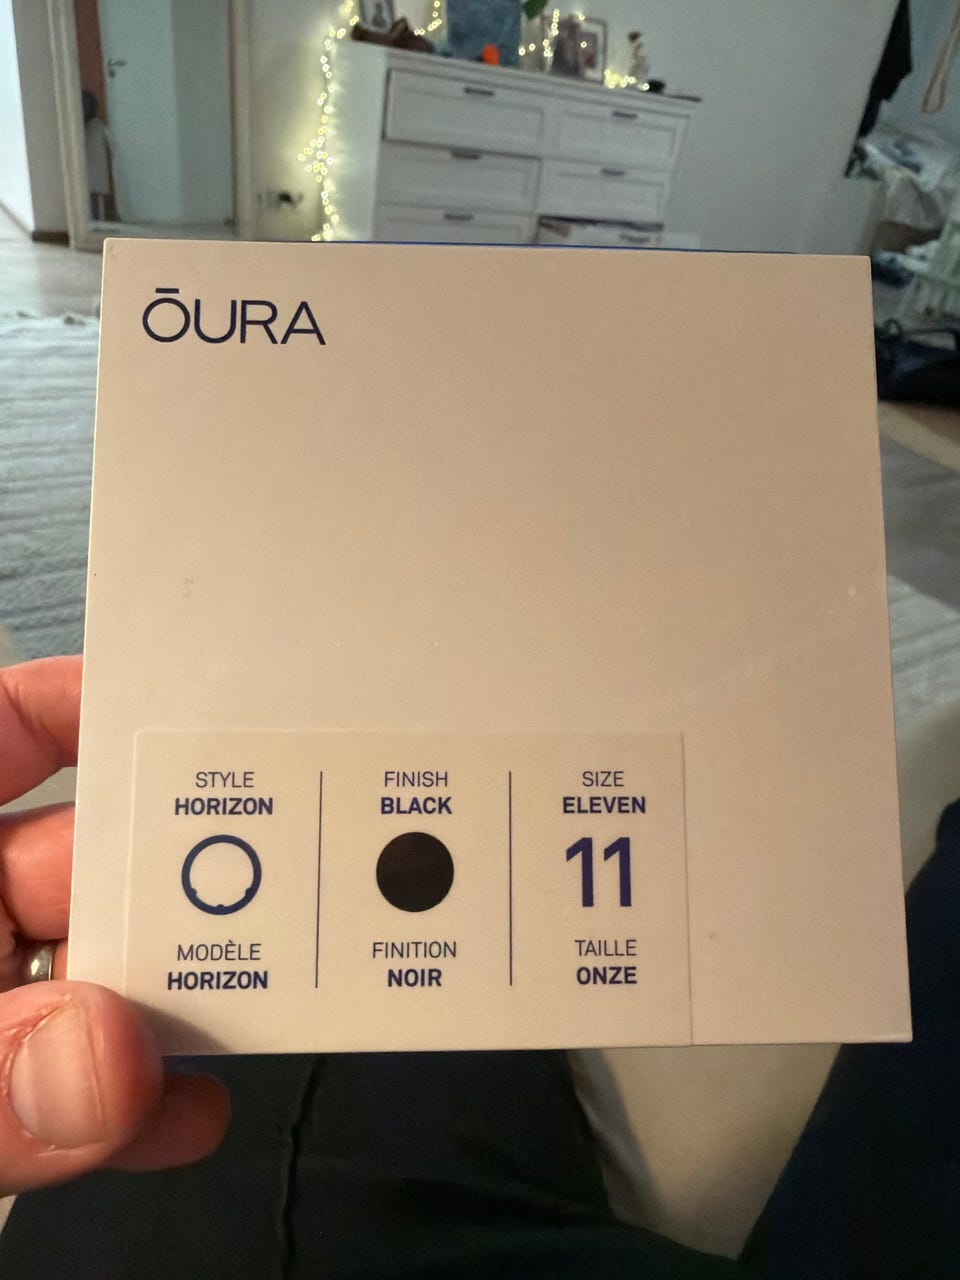 ŌURA
STYLE
HORIZON
MODÈLE
HORIZON
FINISH
BLACK
FINITION
NOIR
SIZE
ELEVEN
11
TAILLE
ONZE